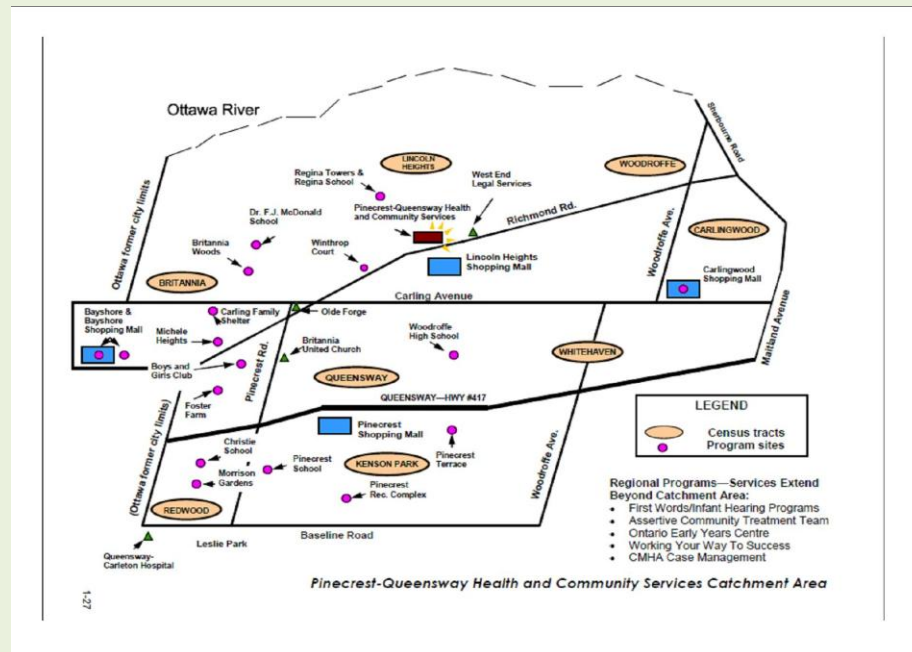 Ottawa River
Sherbourne Road
LINCOLN
HEIGHTS
WOODROFFE
Regina Towers &
Regina School
West End
Legal Services
Ottawa former city limits
Pinecrest-Queensway Health
and Community Services
Richmond Rd.
Dr. F.J. McDonald
School
Woodroffe Ave.
CARLINGWOOD
Britannia
Woods
Winthrop
Court
Lincoln Heights
Shopping Mall
Carlingwood
Shopping Mall
BRITANNIA
Carling Avenue
Bayshore &
Bayshore
Shopping Mall
Carling Family
Shelter
Olde Forge
Maitland Avenue
Michele
Heights
Pinecrest Rd.
Britannia
United Church
Woodroffe
High School
WHITEHAVEN
Boys and
Girls Club
QUEENSWAY
QUEENSWAY—HWY #417
Foster
Farm
LEGEND
Census tracts
Program sites
(Ottawa former city limits)
Pinecrest
Shopping Mall
Christie
School
Pinecrest
School
KENSON PARK
Pinecrest
Terrace
Woodroffe Ave.
Morrison
Gardens
Pinecrest
Rec. Complex
REDWOOD
Regional Programs—Services Extend
Beyond Catchment Area:
• First Words/Infant Hearing Programs
• Assertive Community Treatment Team
• Ontario Early Years Centre
• Working Your Way To Success
• CMHA Case Management
Leslie Park
Baseline Road
Queensway-
Carleton Hospital
Pinecrest-Queensway Health and Community Services Catchment Area
1-27